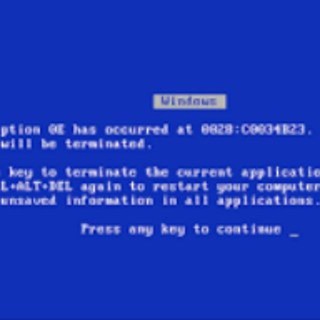 Windows
ption 0E has occurred at 0028:C0034B23.
will be terminated.
key to terminate the current applicatio
L+ALT+DEL again to restart your computer
unsaved information in all applications.
Press any key to continue _